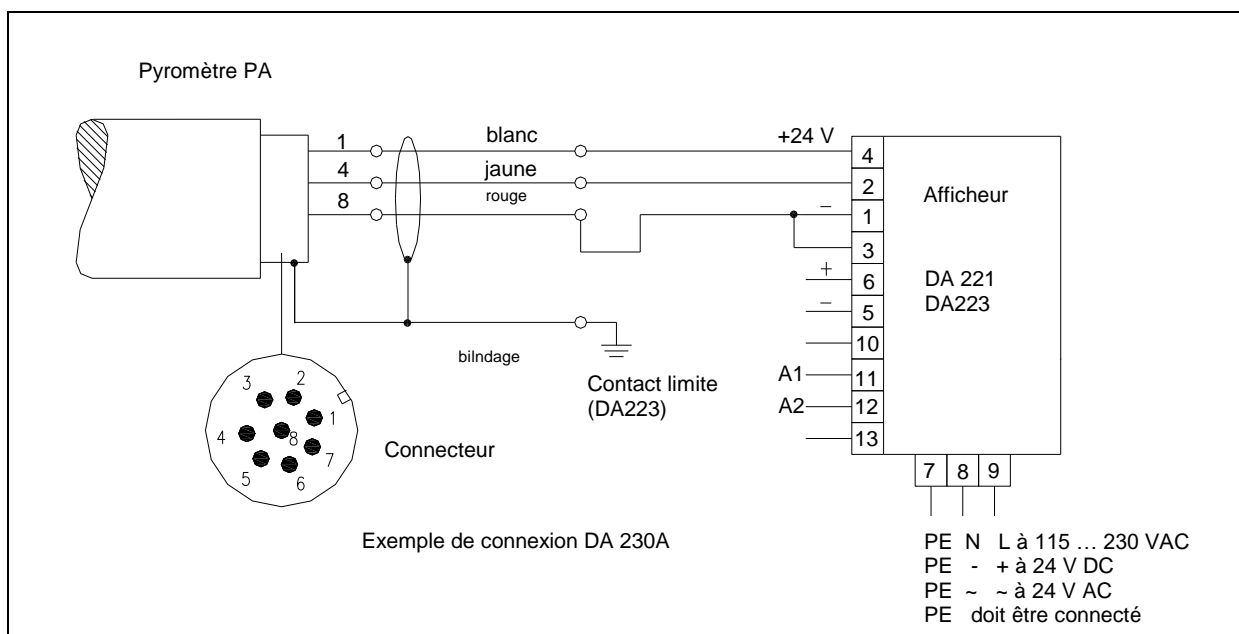 Pyromètre PA
1 blanc +24 V 4
4 jaune 2
8 rouge – 1
3
+ 6
– 5
10
A1 11
A2 12
13
Afficheur
DA 221
DA223
bilndage
Contact limite
(DA223)
3 2
1
4 8
7
5 6
Connecteur
7 8 9
Exemple de connexion DA 230A
PE N L à 115 ... 230 VAC
PE - + à 24 V DC
PE ~ ~ à 24 V AC
PE doit être connecté